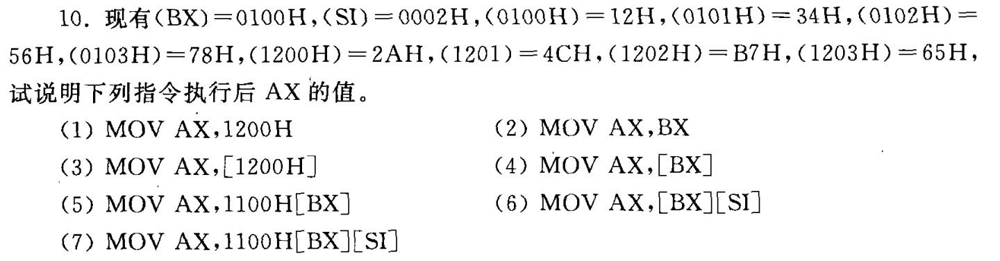 10. 现有(BX)=0100H,(SI)=0002H,(0100H)=12H,(0101H)=34H,(0102H)=
56H,(0103H)=78H,(1200H)=2AH,(1201)=4CH,(1202H)=B7H,(1203H)=65H,
试说明下列指令执行后 AX 的值。
(1) MOV AX,1200H (2) MOV AX,BX
(3) MOV AX,[1200H] (4) MOV AX,[BX]
(5) MOV AX,1100H[BX] (6) MOV AX,[BX][SI]
(7) MOV AX,1100H[BX][SI]